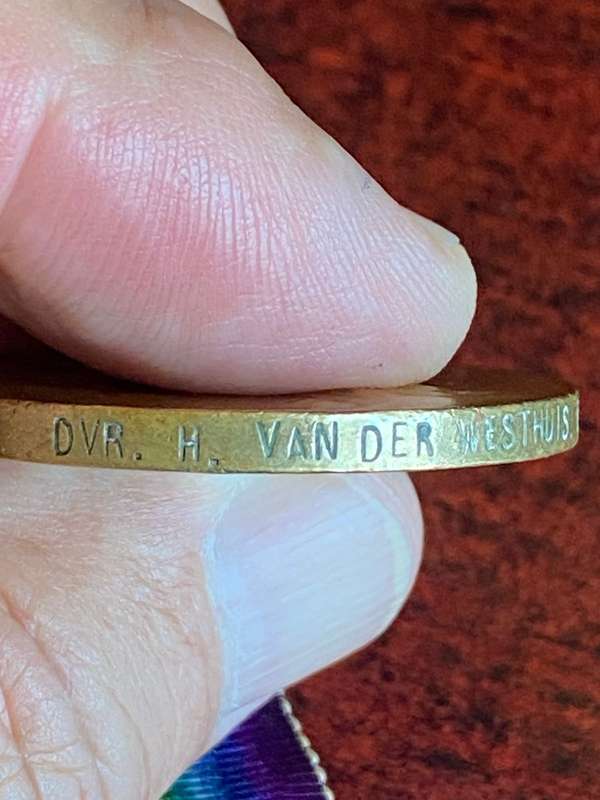 DVR. H. VAN DER WESTHUIS.